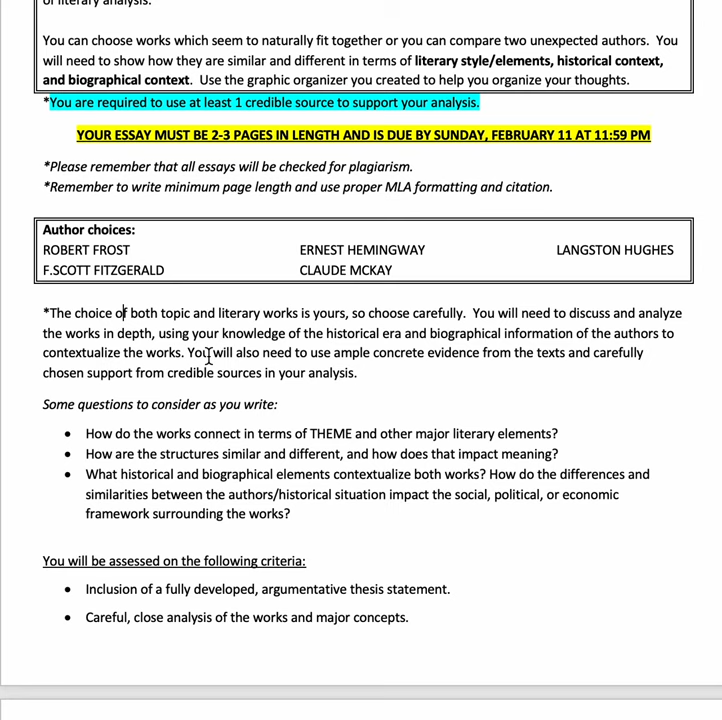 of literary analysis.
You can choose works which seem to naturally fit together or you can compare two unexpected authors. You
will need to show how they are similar and different in terms of literary style/elements, historical context,
and biographical context. Use the graphic organizer you created to help you organize your thoughts.
*You are required to use at least 1 credible source to support your analysis.
YOUR ESSAY MUST BE 2-3 PAGES IN LENGTH AND IS DUE BY SUNDAY, FEBRUARY 11 AT 11:59 PM
*Please remember that all essays will be checked for plagiarism.
*Remember to write minimum page length and use proper MLA formatting and citation.
Author choices:
ROBERT FROST ERNEST HEMINGWAY LANGSTON HUGHES
F.SCOTT FITZGERALD CLAUDE MCKAY
*The choice of both topic and literary works is yours, so choose carefully. You will need to discuss and analyze
the works in depth, using your knowledge of the historical era and biographical information of the authors to
contextualize the works. You will also need to use ample concrete evidence from the texts and carefully
chosen support from credible sources in your analysis.
Some questions to consider as you write:
• How do the works connect in terms of THEME and other major literary elements?
• How are the structures similar and different, and how does that impact meaning?
• What historical and biographical elements contextualize both works? How do the differences and
similarities between the authors/historical situation impact the social, political, or economic
framework surrounding the works?
You will be assessed on the following criteria:
• Inclusion of a fully developed, argumentative thesis statement.
• Careful, close analysis of the works and major concepts.